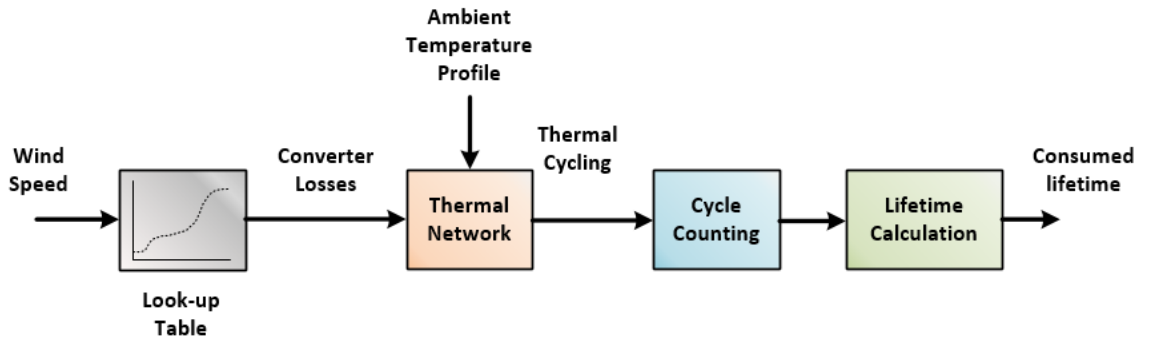 Ambient
Temperature
Profile
Wind
Speed
Converter
Losses
Thermal
Cycling
Consumed
lifetime
Thermal
Network
Cycle
Counting
Lifetime
Calculation
Look-up
Table